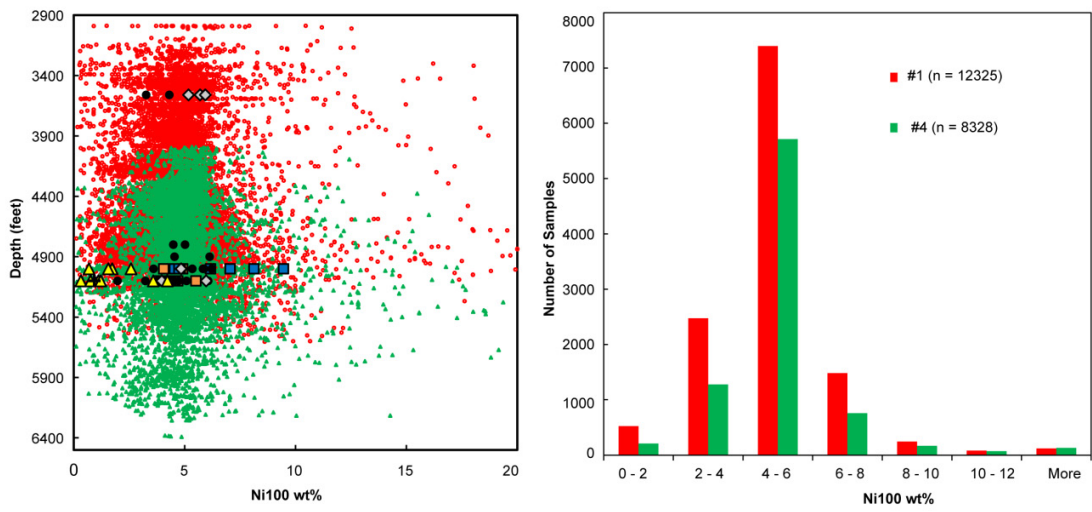 2900
3400
3900
4400
4900
5400
5900
6400
Depth (feet)
0 5 10 15 20
Ni100 wt%
8000
7000
6000
5000
4000
3000
2000
1000
0
Number of Samples
#1 (n = 12325)
#4 (n = 8328)
0 - 2 2 - 4 4 - 6 6 - 8 8 - 10 10 - 12 More
Ni100 wt%